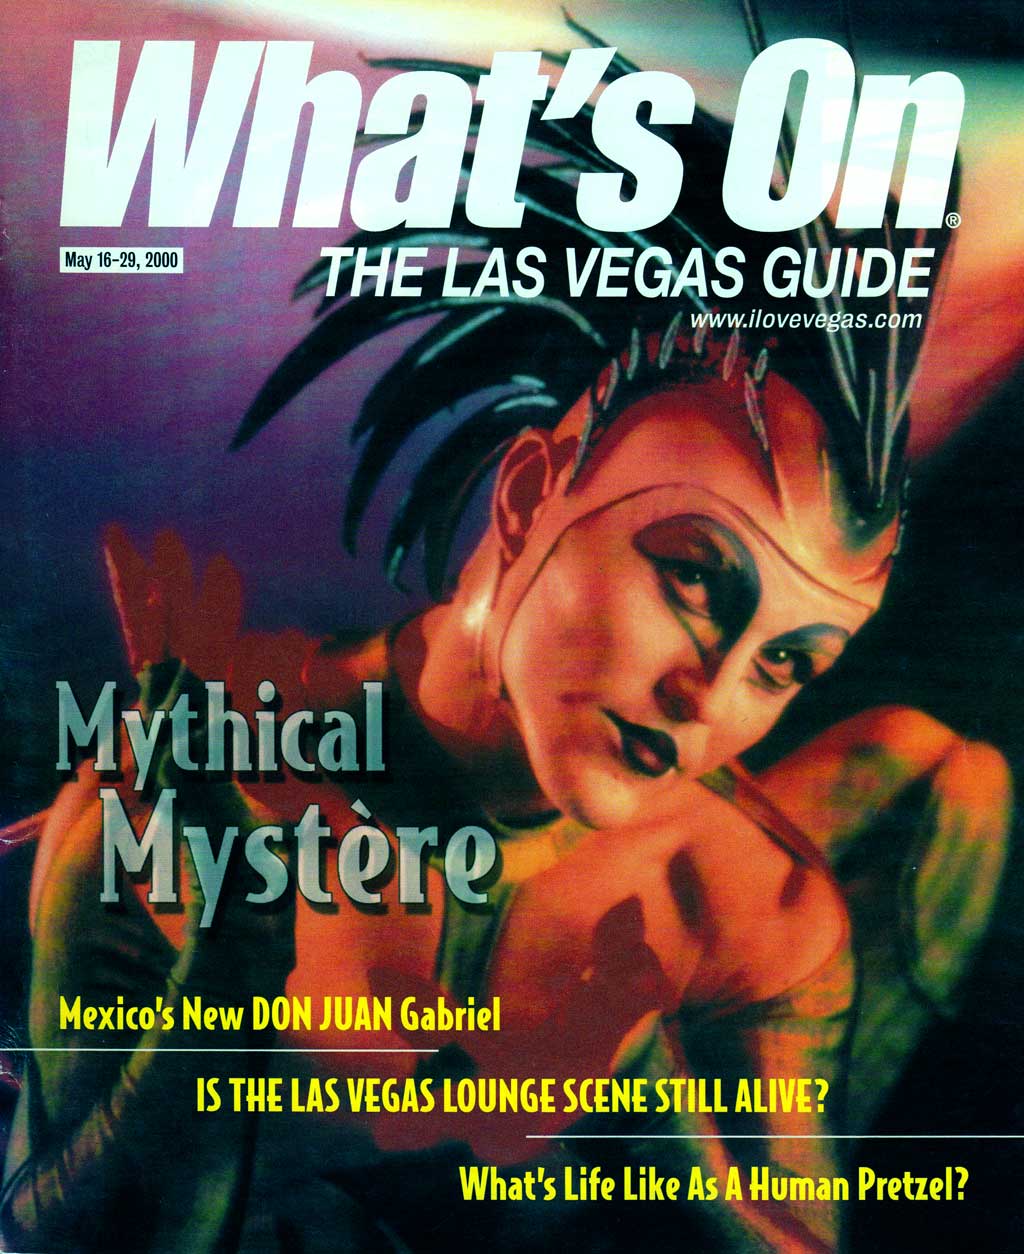 What's On®
May 16-29, 2000
THE LAS VEGAS GUIDE
www.ilovevegas.com
Mythical
Mystère
Mexico's New DON JUAN Gabriel
IS THE LAS VEGAS LOUNGE SCENE STILL ALIVE?
What's Life Like As A Human Pretzel?